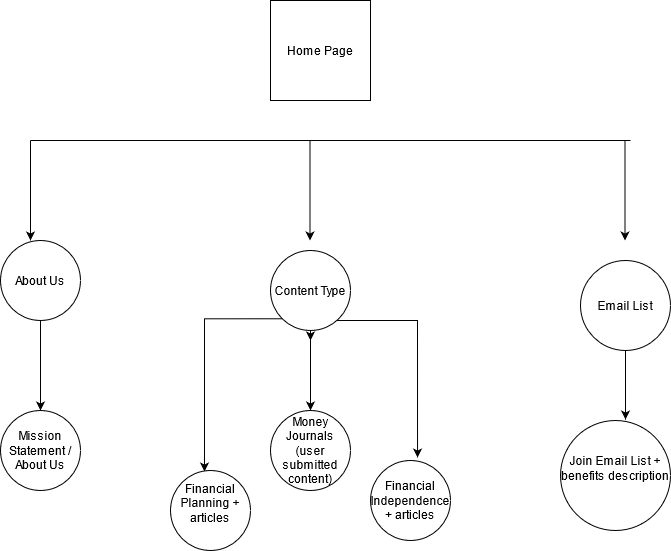 Home Page
About Us
Content Type
Email List
Mission
Statement /
About Us
Money
Journals
(user
submitted
content)
Join Email List +
benefits description
Financial
Planning +
articles
Financial
Independence
+ articles